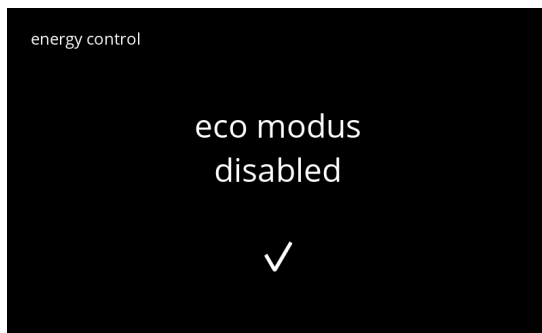 energy control
eco modus
disabled